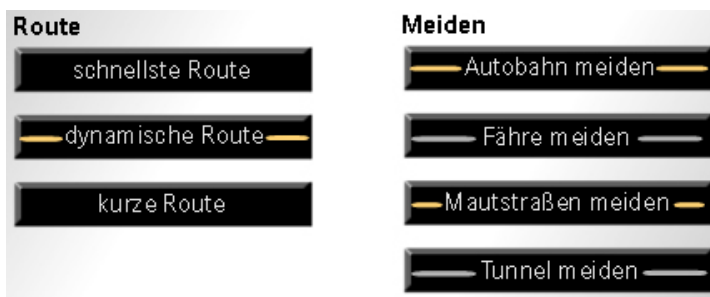 Route
schnellste Route
dynamische Route
kurze Route
Meiden
Autobahn meiden
Fähre meiden
Mautstraßen meiden
Tunnel meiden